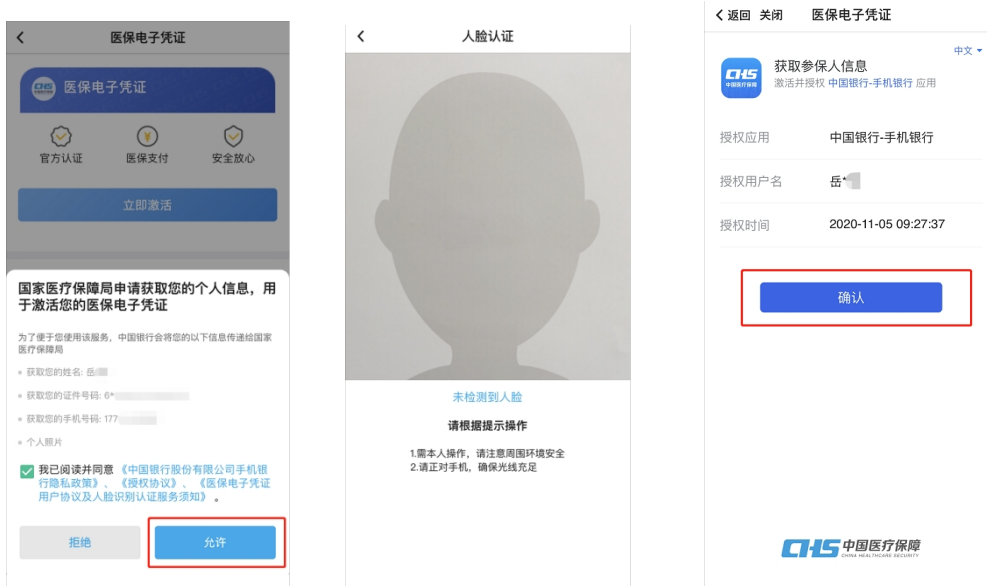 医保电子凭证
CHS
医保电子凭证
官方认证
医保支付
安全放心
立即激活
国家医疗保障局申请获取您的个人信息，用
于激活您的医保电子凭证
为了便于您使用该服务，中国银行会将您的以下信息传递给国家
医疗保障局
获取您的姓名: 岳
获取您的证件号码: 6*
获取您的手机号码: 177
个人照片
我已阅读并同意 《中国银行股份有限公司手机银
行隐私政策》、《授权协议》、《医保电子凭证
用户协议及人脸识别认证服务须知》 。
拒绝
允许
人脸认证
未检测到人脸
请根据提示操作
1.需本人操作，请注意周围环境安全
2.请正对手机，确保光线充足
返回 关闭 医保电子凭证
中文
CHS
中国医疗保障
获取参保人信息
激活并授权 中国银行-手机银行 应用
授权应用 中国银行-手机银行
授权用户名 岳*
授权时间 2020-11-05 09:27:37
确认
CHS 中国医疗保障
CHINA HEALTHCARE SECURITY